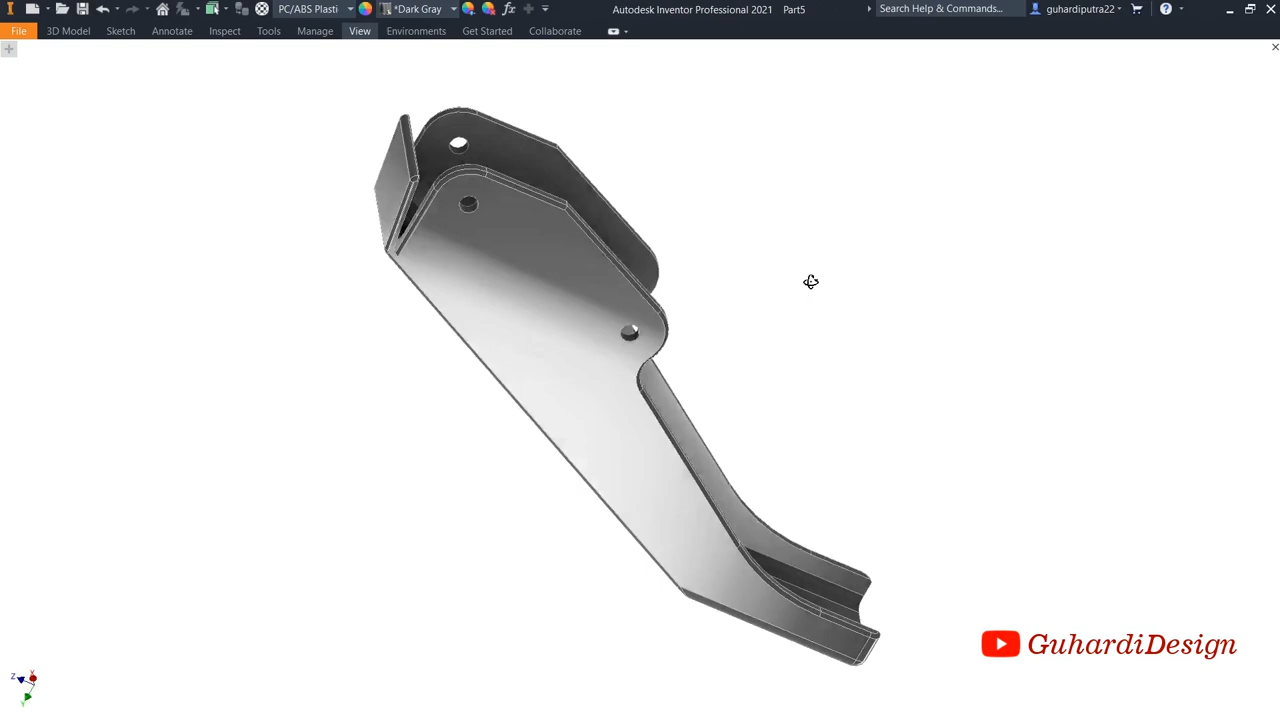 PC/ABS Plasti *Dark Gray Autodesk Inventor Professional 2021 Part5 Search Help & Commands... guhardiputra22
File 3D Model Sketch Annotate Inspect Tools Manage View Environments Get Started Collaborate
GuhardiDesign
Z X
Y